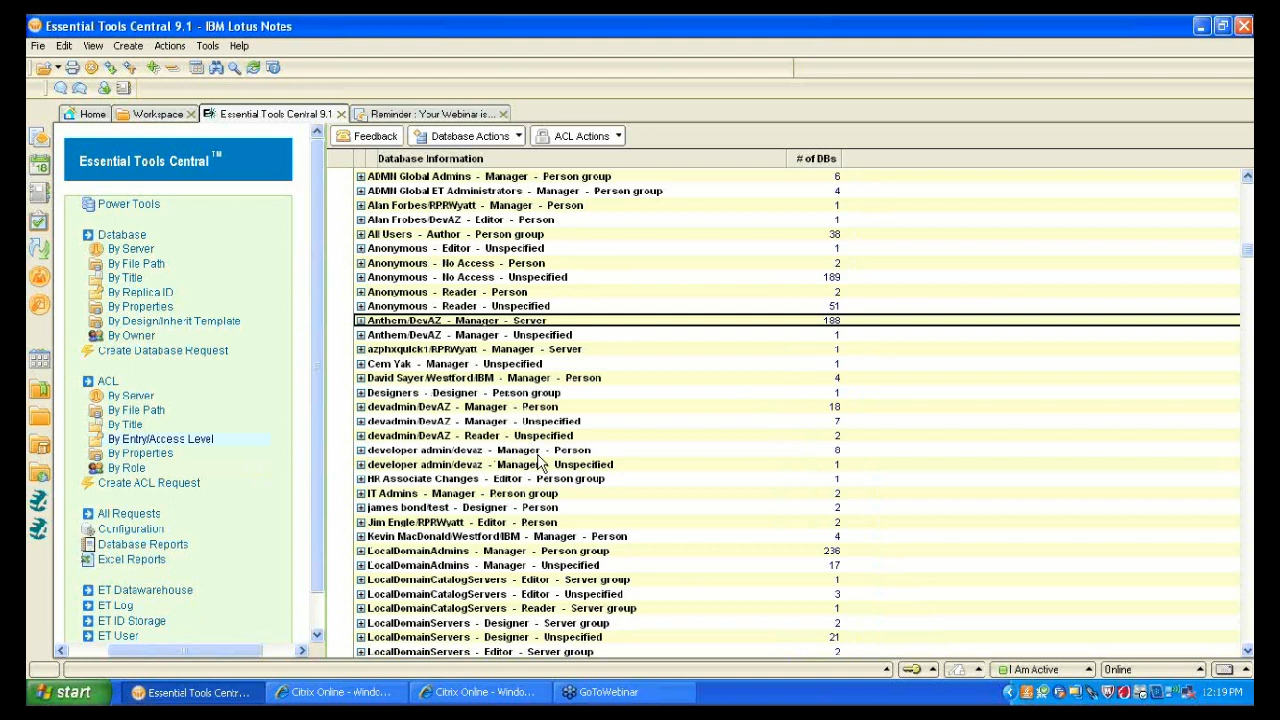 Essential Tools Central 9.1 - IBM Lotus Notes
File Edit View Create Actions Tools Help
Home Workspace Essential Tools Central 9.1 Reminder : Your Webinar is...
Essential Tools Central ™
Power Tools
Database
By Server
By File Path
By Title
By Replica ID
By Properties
By Design/Inherit Template
By Owner
Create Database Request
ACL
By Server
By File Path
By Title
By Entry/Access Level
By Properties
By Role
Create ACL Request
All Requests
Configuration
Database Reports
Excel Reports
ET Datawarehouse
ET Log
ET ID Storage
ET User
Feedback Database Actions ACL Actions
Database Information # of DBs
ADMN Global Admins - Manager - Person group 6
ADMN Global ET Administrators - Manager - Person group 4
Alan Forbes/RPRWyatt - Manager - Person 1
Alan Frobes/DevAZ - Editor - Person 1
All Users - Author - Person group 38
Anonymous - Editor - Unspecified 1
Anonymous - No Access - Person 2
Anonymous - No Access - Unspecified 189
Anonymous - Reader - Person 2
Anonymous - Reader - Unspecified 51
Anthem/DevAZ - Manager - Server 188
Anthem/DevAZ - Manager - Unspecified 1
azphxquick1/RPRWyatt - Manager - Server 1
Cem Yak - Manager - Unspecified 1
David Sayer/Westford/IBM - Manager - Person 4
Designers - Designer - Person group 1
devadmin/DevAZ - Manager - Person 18
devadmin/DevAZ - Manager - Unspecified 7
devadmin/DevAZ - Reader - Unspecified 2
developer admin/devaz - Manager - Person 8
developer admin/devaz - Manager - Unspecified 1
HR Associate Changes - Editor - Person group 1
IT Admins - Manager - Person group 2
james bond/test - Designer - Person 2
Jim Engle/RPRWyatt - Editor - Person 2
Kevin MacDonald/Westford/IBM - Manager - Person 4
LocalDomainAdmins - Manager - Person group 236
LocalDomainAdmins - Manager - Unspecified 17
LocalDomainCatalogServers - Editor - Server group 1
LocalDomainCatalogServers - Editor - Unspecified 3
LocalDomainCatalogServers - Reader - Server group 1
LocalDomainServers - Designer - Server group 2
LocalDomainServers - Designer - Unspecified 21
LocalDomainServers - Editor - Server group 2
I Am Active Online
start Essential Tools Centr... Citrix Online - Windo... Citrix Online - Windo... GoToWebinar 12:19 PM